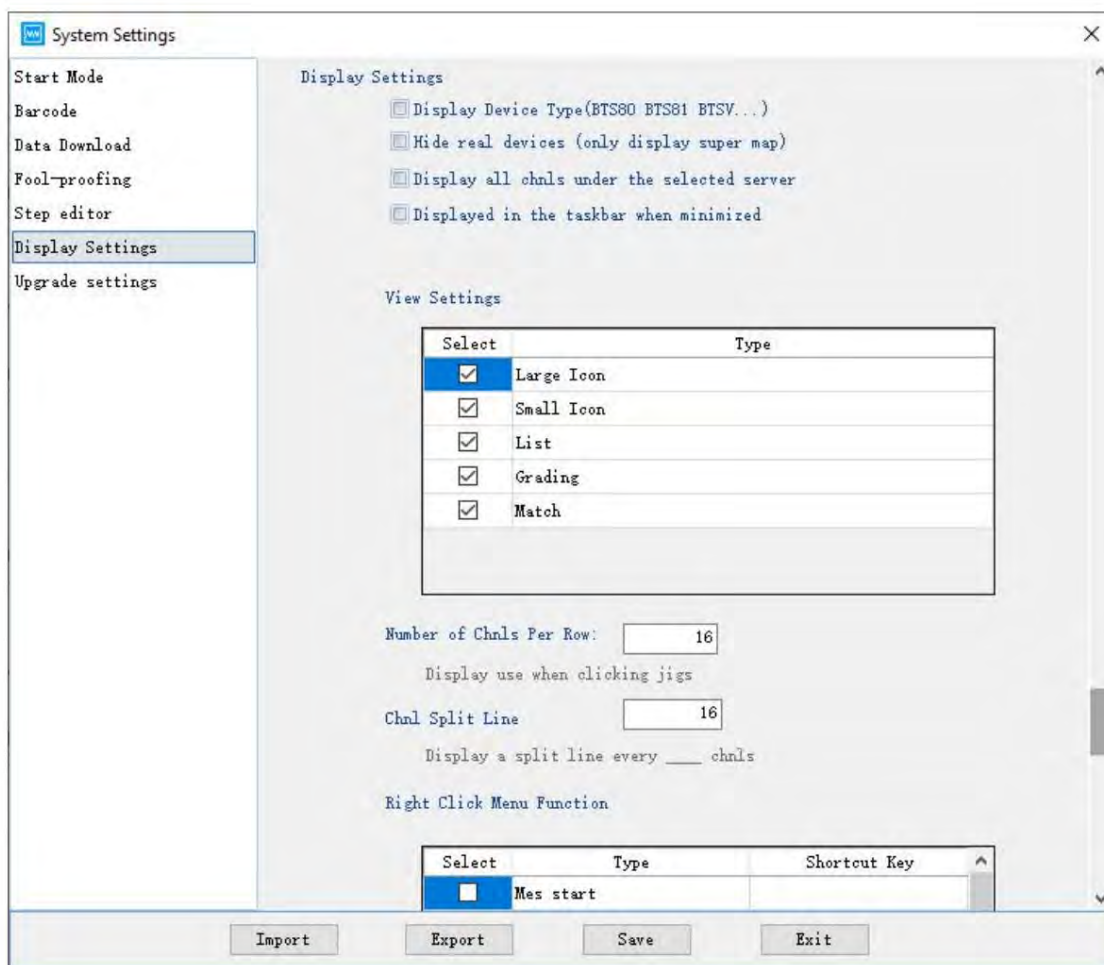 System Settings
Start Mode
Barcode
Data Download
Fool-proofing
Step editor
Display Settings
Upgrade settings
Display Settings
Display Device Type(BTS80 BTS81 BTSV...)
Hide real devices (only display super map)
Display all chnls under the selected server
Displayed in the taskbar when minimized
View Settings
Select Type
Large Icon
Small Icon
List
Grading
Match
Number of Chnls Per Row: 16
Display use when clicking jigs
Chnl Split Line 16
Display a split line every ____ chnls
Right Click Menu Function
Select Type Shortcut Key
Mes start
Import Export Save Exit